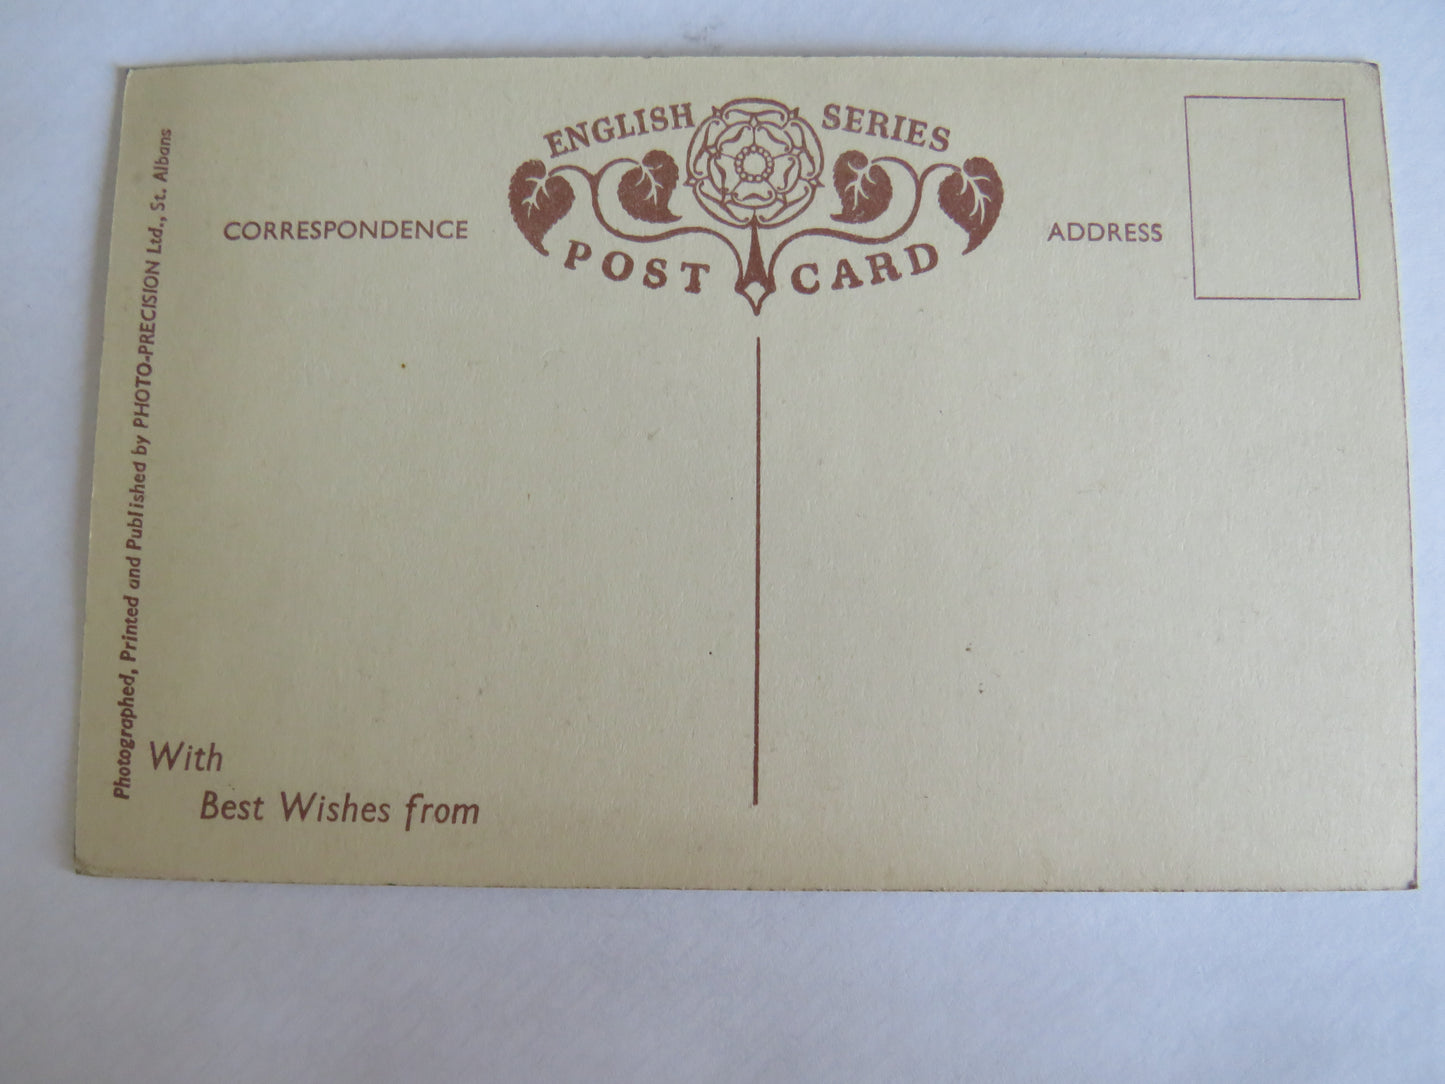 ENGLISH SERIES
POST CARD
CORRESPONDENCE
ADDRESS
Photographed, Printed and Published by PHOTO-PRECISION Ltd., St. Albans
With
Best Wishes from